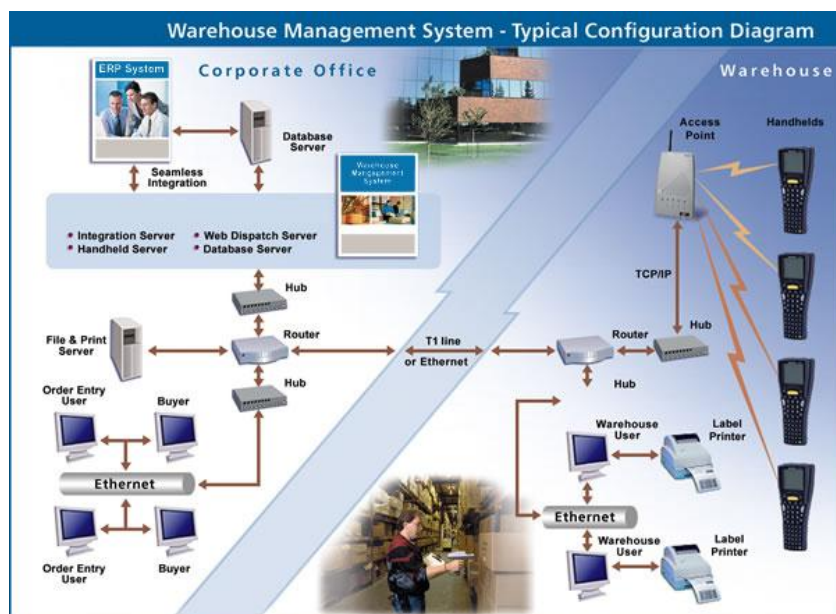 Warehouse Management System - Typical Configuration Diagram
ERP System
Corporate Office
Warehouse
Database
Server
Access
Point
Handhelds
Seamless
Integration
Warehouse
Mangagement
System
Integration Server
Web Dispatch Server
Handheld Server
Database Server
Hub
TCP/IP
File & Print
Server
Router
T1 line
or Ethernet
Router
Hub
Hub
Hub
Order Entry
User
Buyer
Warehouse
User
Label
Printer
Ethernet
Ethernet
Order Entry
User
Buyer
Warehouse
User
Label
Printer